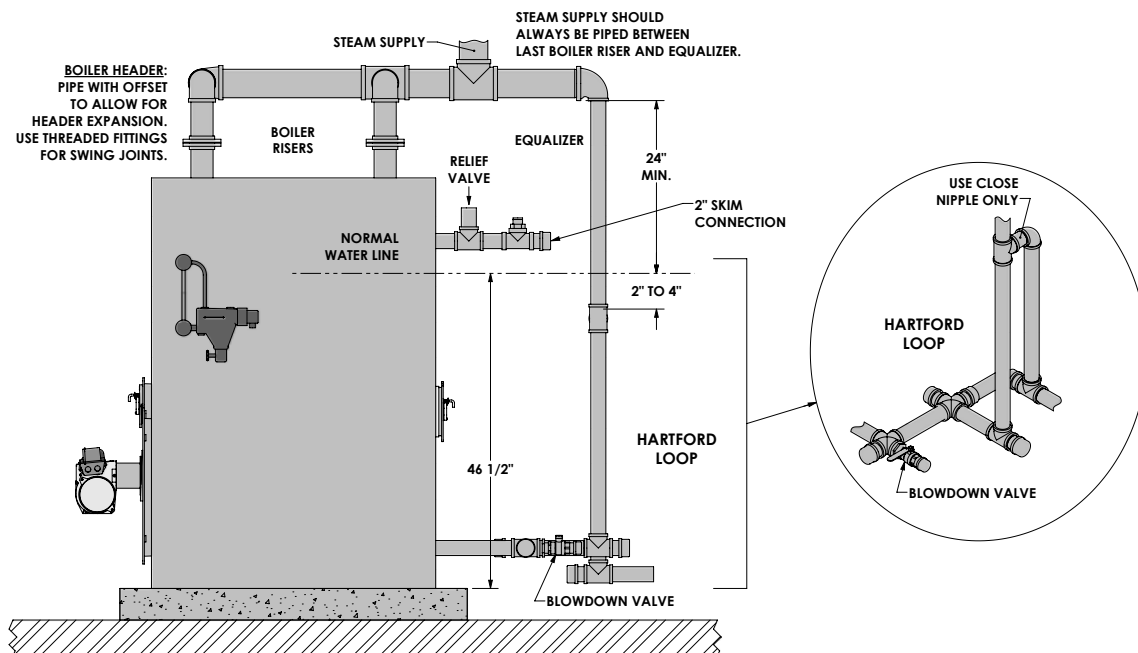 STEAM SUPPLY
STEAM SUPPLY SHOULD
ALWAYS BE PIPED BETWEEN
LAST BOILER RISER AND EQUALIZER.
BOILER HEADER:
PIPE WITH OFFSET
TO ALLOW FOR
HEADER EXPANSION.
USE THREADED FITTINGS
FOR SWING JOINTS.
BOILER
RISERS
EQUALIZER
RELIEF
VALVE
24"
MIN.
2" SKIM
CONNECTION
NORMAL
WATER LINE
2" TO 4"
46 1/2"
HARTFORD
LOOP
BLOWDOWN VALVE
USE CLOSE
NIPPLE ONLY
HARTFORD
LOOP
BLOWDOWN VALVE